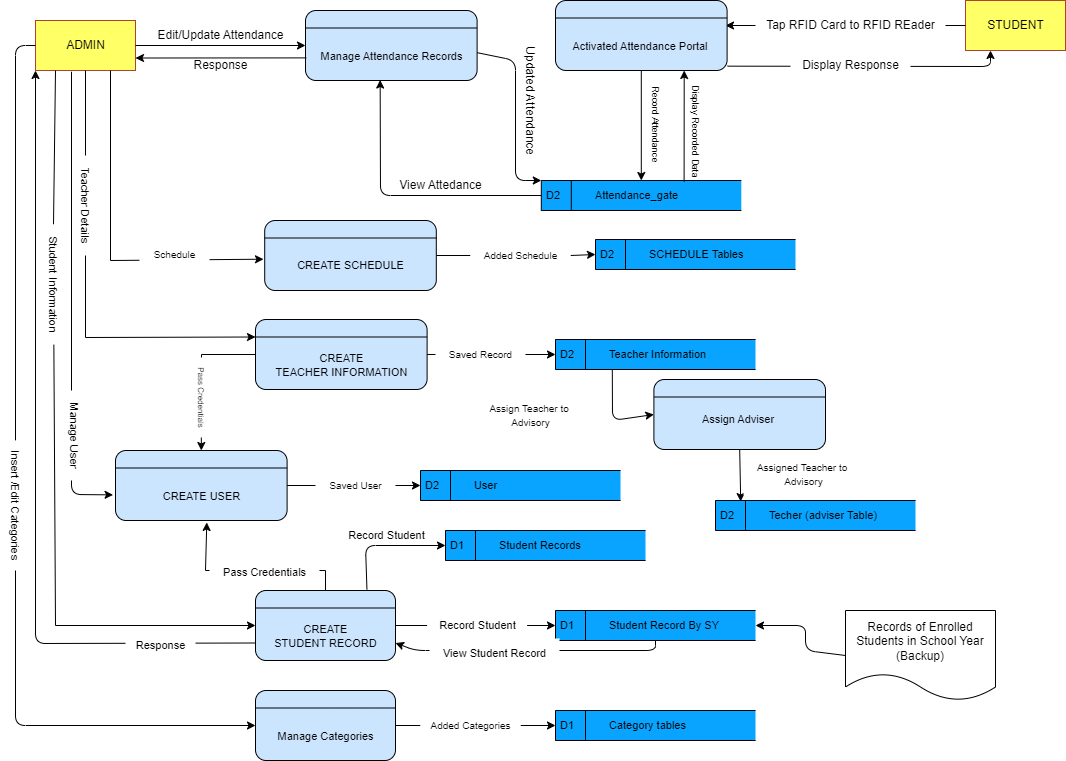 ADMIN
Edit/Update Attendance
Response
Manage Attendance Records
Updated Attendance
Activated Attendance Portal
Tap RFID Card to RFID REader
STUDENT
Display Response
Record Attendance
Display Recorded Data
View Attedance
D2 Attendance_gate
Teacher Details
Student Information
Schedule
CREATE SCHEDULE
Added Schedule
D2 SCHEDULE Tables
CREATE
TEACHER INFORMATION
Saved Record
D2 Teacher Information
Pass Credentials
Assign Teacher to
Advisory
Assign Adviser
Manage User
Insert /Edit Categories
CREATE USER
Saved User
D2 User
Assigned Teacher to
Advisory
D2 Techer (adviser Table)
Record Student
D1 Student Records
Pass Credentials
CREATE
STUDENT RECORD
Record Student
D1 Student Record By SY
View Student Record
Response
Records of Enrolled
Students in School Year
(Backup)
Manage Categories
Added Categories
D1 Category tables